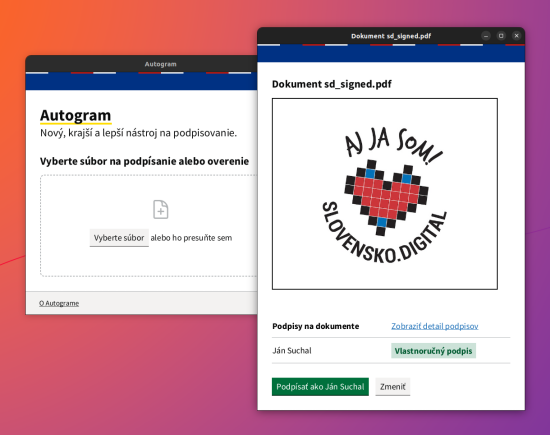 Autogram
Autogram
Nový, krajší a lepší nástroj na podpisovanie.
Vyberte súbor na podpísanie alebo overenie
Vyberte súbor alebo ho presuňte sem
O Autograme
Dokument sd_signed.pdf
Dokument sd_signed.pdf
AJ JA SOM!
SLOVENSKO.DIGITAL
Podpisy na dokumente Zobraziť detail podpisov
Ján Suchal Vlastnoručný podpis
Podpísať ako Ján Suchal Zmeniť